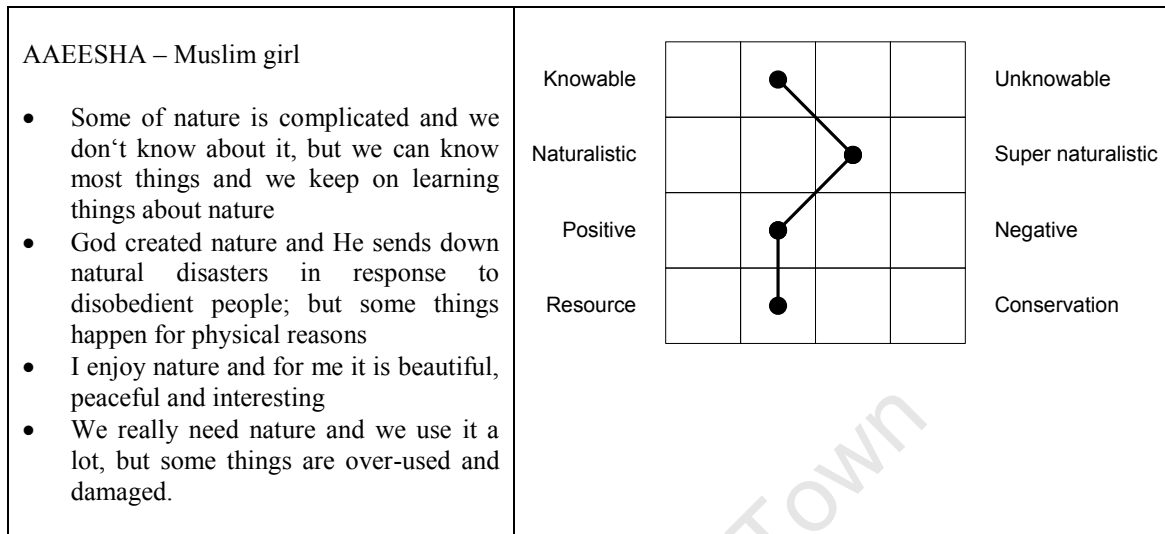 AAEESHA – Muslim girl
• Some of nature is complicated and we
don‘t know about it, but we can know
most things and we keep on learning
things about nature
• God created nature and He sends down
natural disasters in response to
disobedient people; but some things
happen for physical reasons
• I enjoy nature and for me it is beautiful,
peaceful and interesting
• We really need nature and we use it a
lot, but some things are over-used and
damaged.
Knowable Unknowable
Naturalistic Super naturalistic
Positive Negative
Resource Conservation
Town